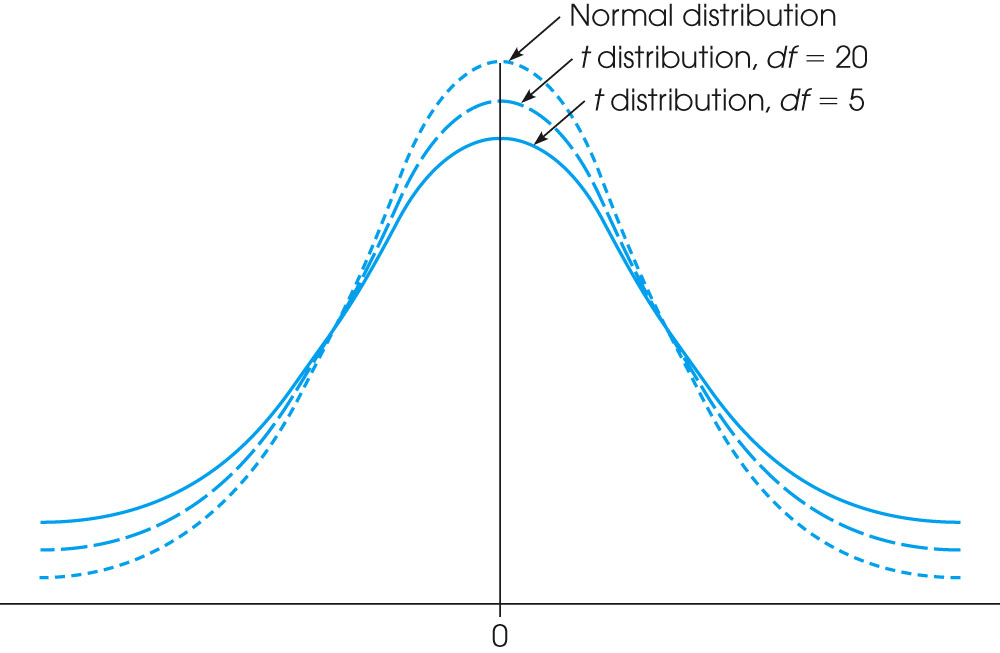 Normal distribution
t distribution, df = 20
t distribution, df = 5
0